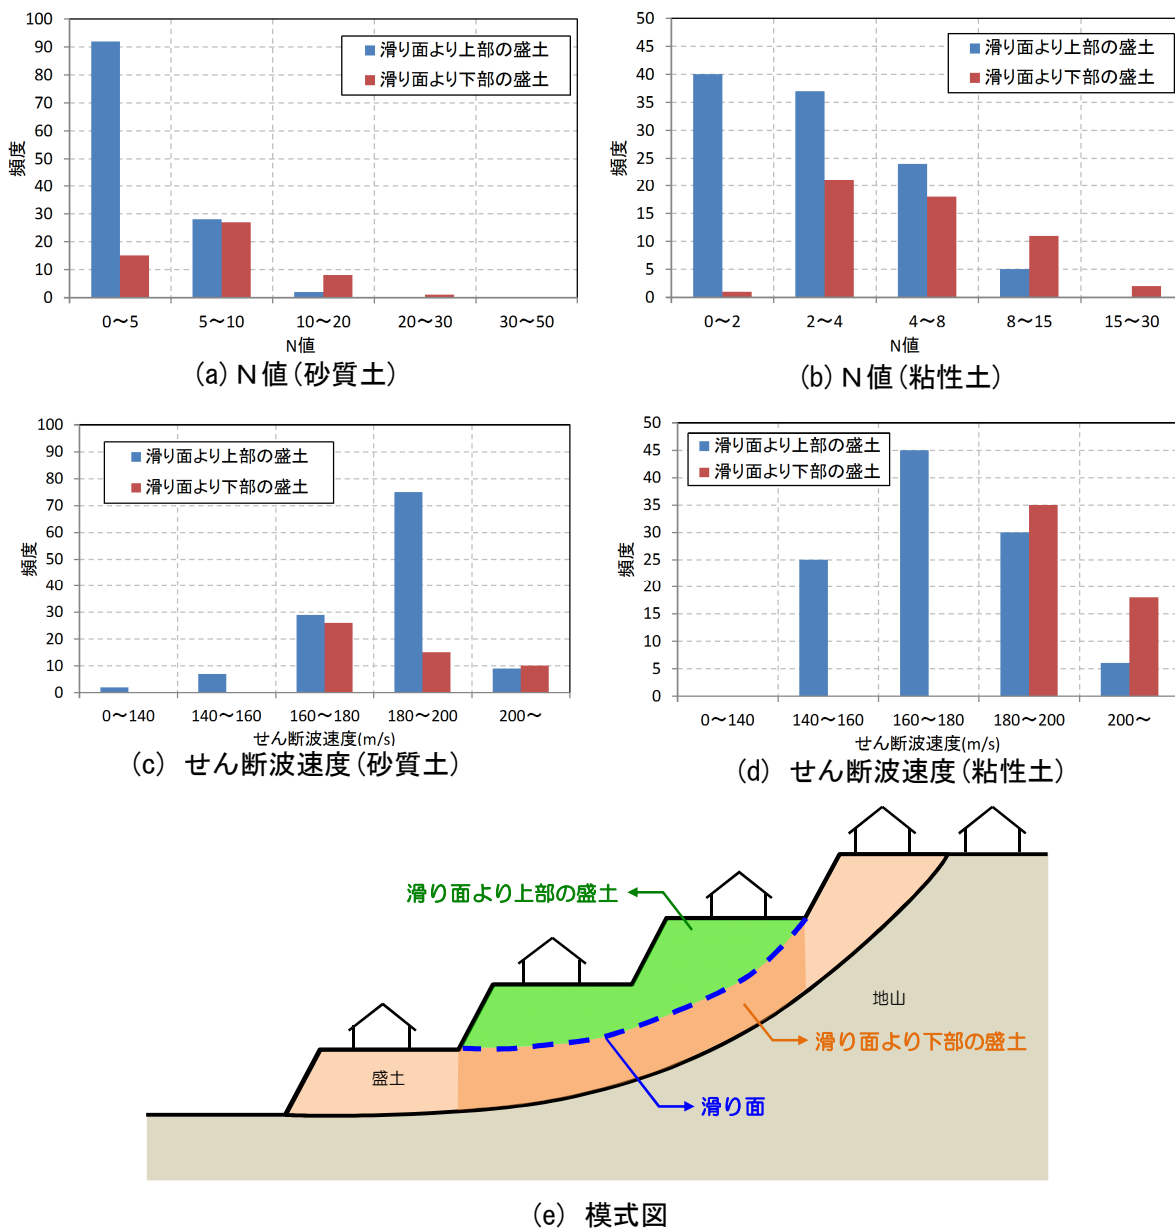 100
90
80
70
60
50
40
30
20
10
0
頻度
滑り面より上部の盛土
滑り面より下部の盛土
0～5
5～10
10～20
20～30
30～50
N値
(a) Ｎ値(砂質土)
50
45
40
35
30
25
20
15
10
5
0
頻度
滑り面より上部の盛土
滑り面より下部の盛土
0～2
2～4
4～8
8～15
15～30
N値
(b) Ｎ値(粘性土)
100
90
80
70
60
50
40
30
20
10
0
頻度
滑り面より上部の盛土
滑り面より下部の盛土
0～140
140～160
160～180
180～200
200～
せん断波速度(m/s)
(c) せん断波速度(砂質土)
50
45
40
35
30
25
20
15
10
5
0
頻度
滑り面より上部の盛土
滑り面より下部の盛土
0～140
140～160
160～180
180～200
200～
せん断波速度(m/s)
(d) せん断波速度(粘性土)
滑り面より上部の盛土
地山
滑り面より下部の盛土
盛土
滑り面
(e) 模式図